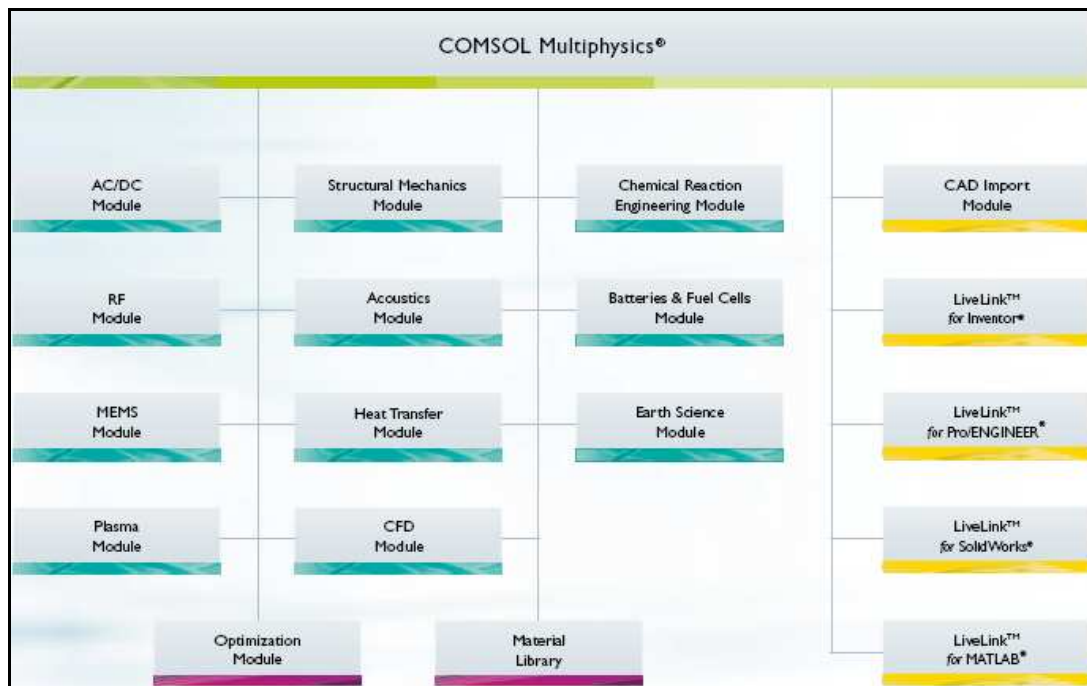 COMSOL Multiphysics®
AC/DC
Module
Structural Mechanics
Module
Chemical Reaction
Engineering Module
CAD Import
Module
RF
Module
Acoustics
Module
Batteries & Fuel Cells
Module
LiveLink™
for Inventor®
MEMS
Module
Heat Transfer
Module
Earth Science
Module
LiveLink™
for Pro/ENGINEER®
Plasma
Module
CFD
Module
LiveLink™
for SolidWorks®
Optimization
Module
Material
Library
LiveLink™
for MATLAB®